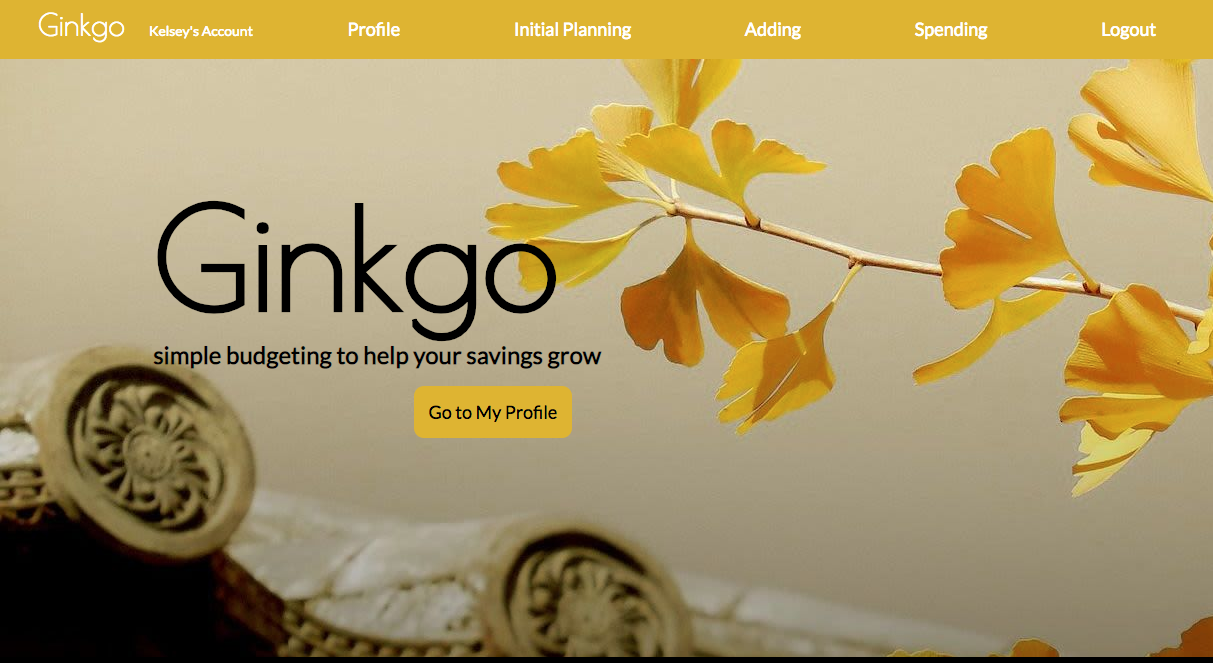 Ginkgo Kelsey's Account Profile Initial Planning Adding Spending Logout
Ginkgo
simple budgeting to help your savings grow
Go to My Profile